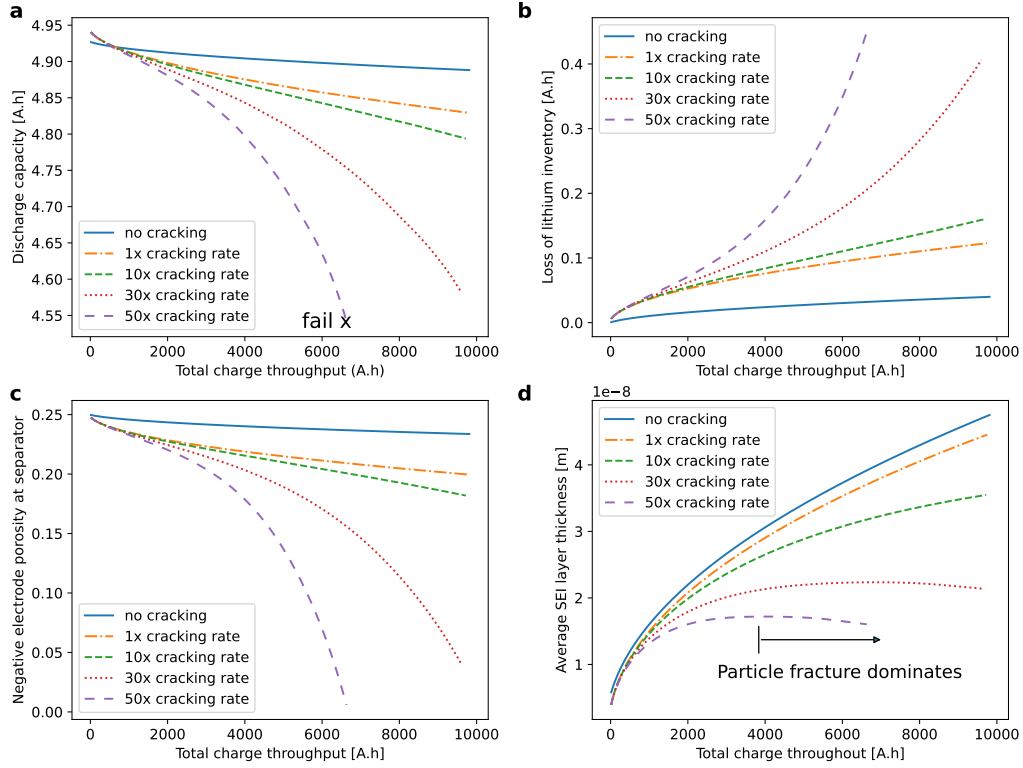 a
Discharge capacity [A.h]
4.95
4.90
4.85
4.80
4.75
4.70
4.65
4.60
4.55
no cracking
1x cracking rate
10x cracking rate
30x cracking rate
50x cracking rate
fail x
0 2000 4000 6000 8000 10000
Total charge throughput (A.h)
b
Loss of lithium inventory [A.h]
0.4
0.3
0.2
0.1
0.0
no cracking
1x cracking rate
10x cracking rate
30x cracking rate
50x cracking rate
0 2000 4000 6000 8000 10000
Total charge throughput [A.h]
c
Negative electrode porosity at separator
0.25
0.20
0.15
0.10
0.05
0.00
no cracking
1x cracking rate
10x cracking rate
30x cracking rate
50x cracking rate
0 2000 4000 6000 8000 10000
Total charge throughput [A.h]
d
1e−8
Average SEI layer thickness [m]
4
3
2
1
no cracking
1x cracking rate
10x cracking rate
30x cracking rate
50x cracking rate
Particle fracture dominates
0 2000 4000 6000 8000 10000
Total charge throughout [A.h]